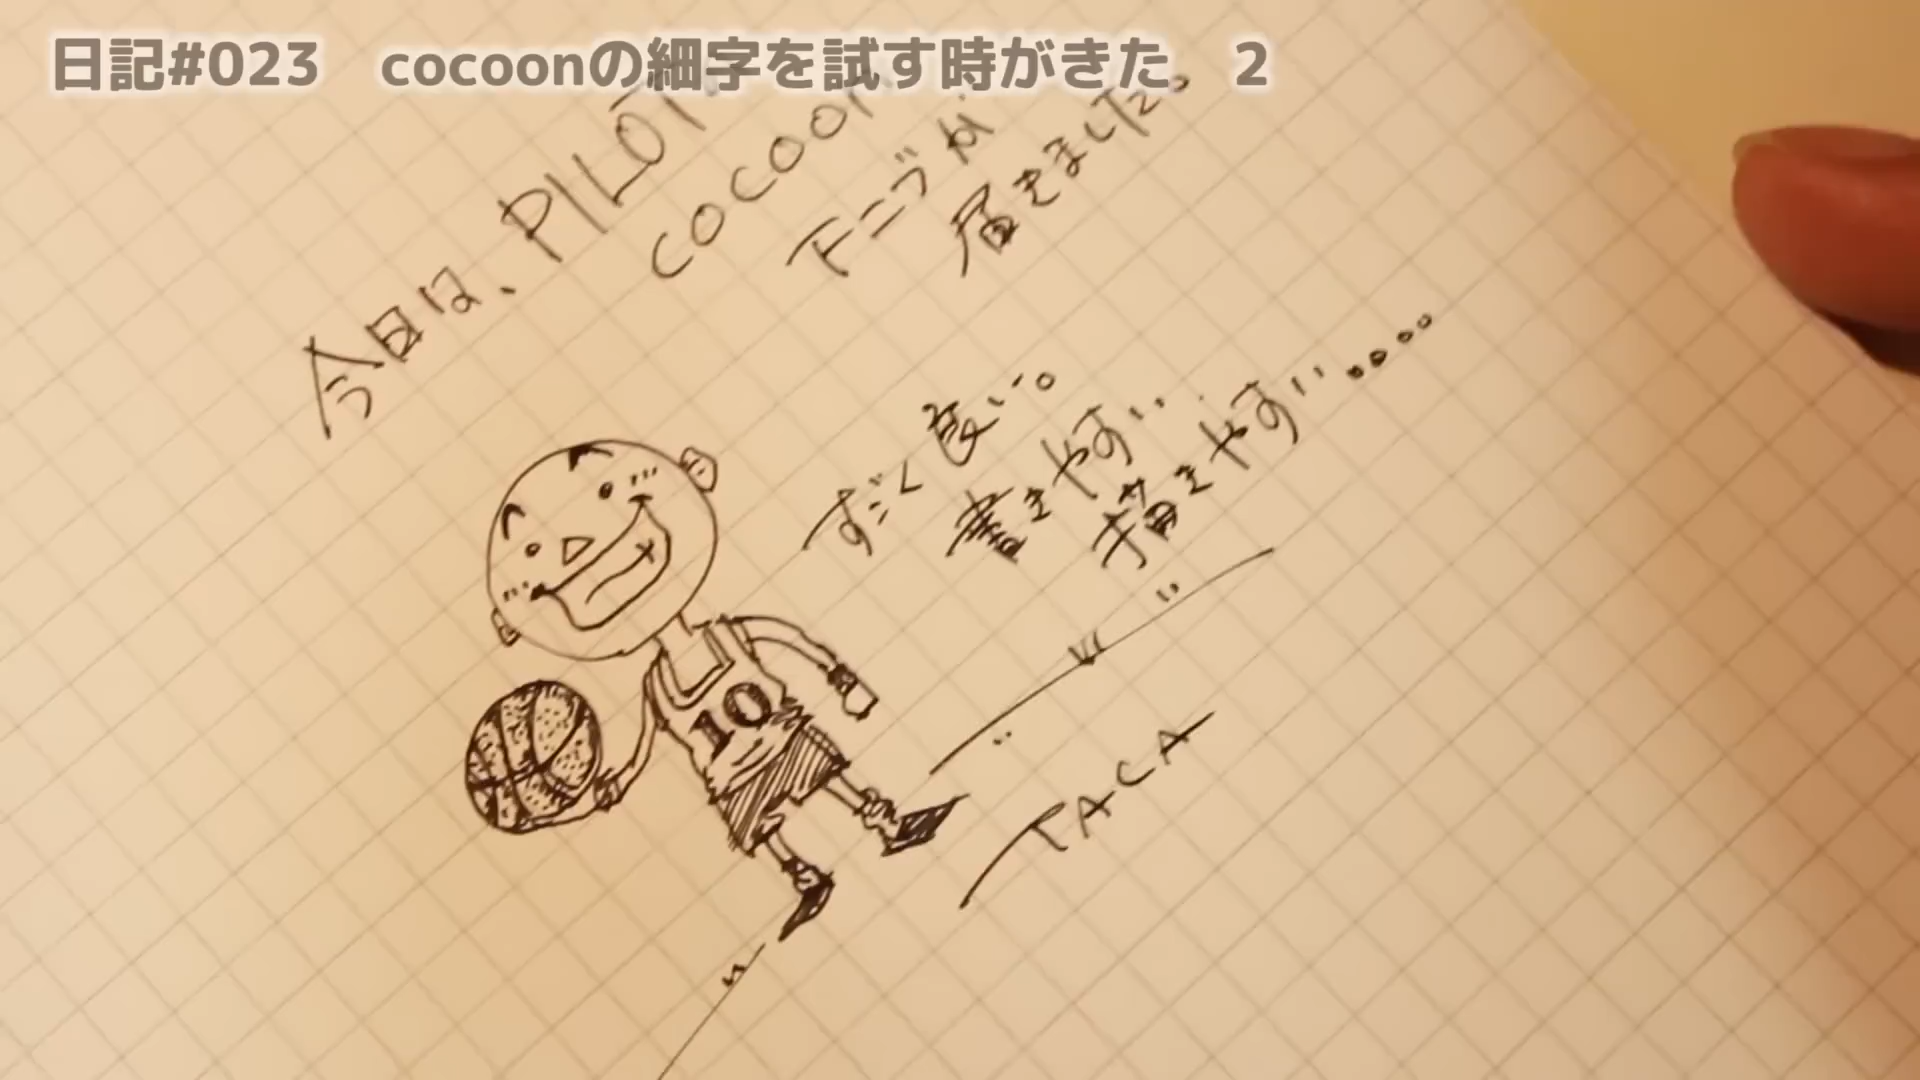 日記#023 cocoonの細字を試す時がきた 2
今日は、PILOT
cocoon
Fニブが
届きました。
すごく良い。
書きやすい
描きやすい。。。。
10
TACA